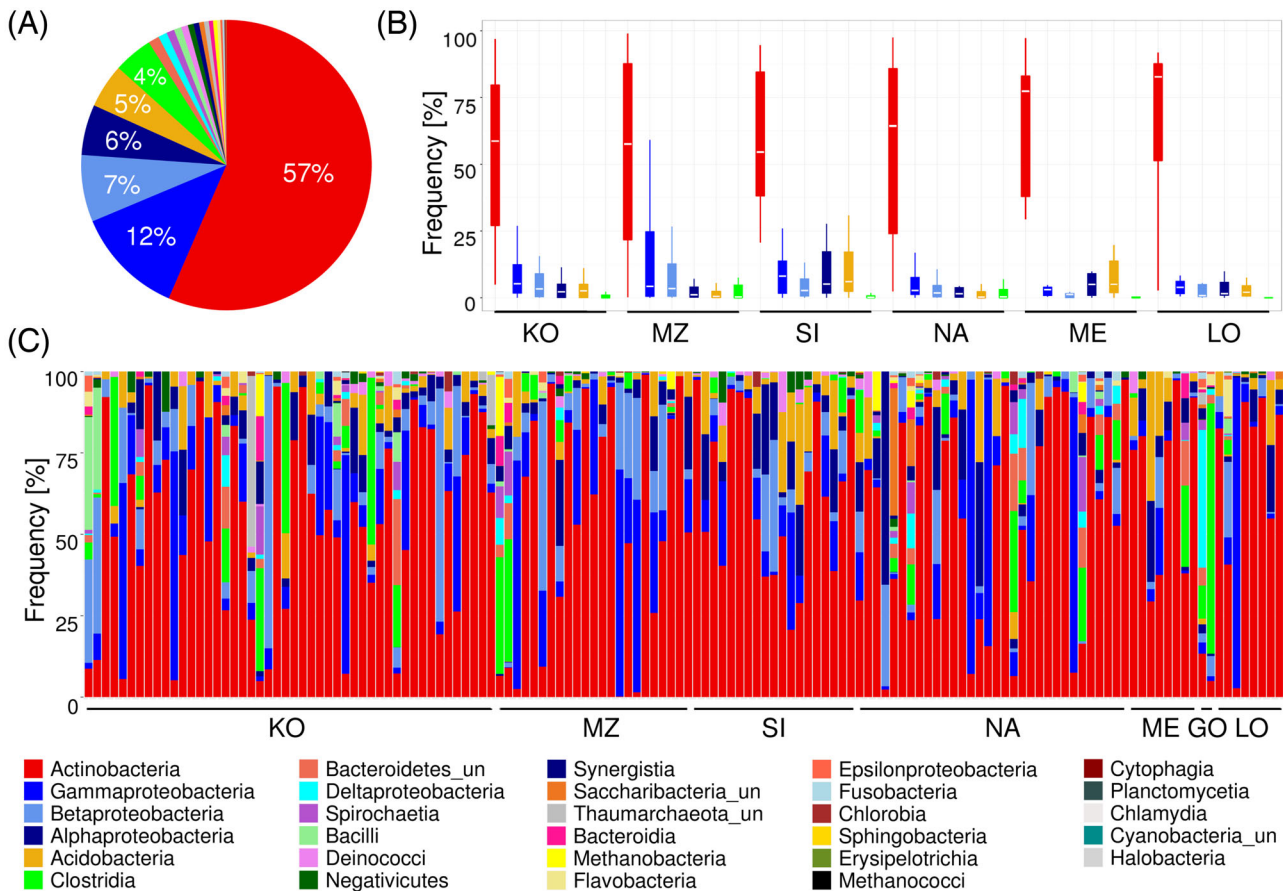 (A)
57%
12%
7%
6%
5%
4%
(B)
Frequency [%]
100
75
50
25
0
KO MZ SI NA ME LO
(C)
Frequency [%]
100
75
50
25
0
KO MZ SI NA ME GO LO
Actinobacteria
Gammaproteobacteria
Betaproteobacteria
Alphaproteobacteria
Acidobacteria
Clostridia
Bacteroidetes_un
Deltaproteobacteria
Spirochaetia
Bacilli
Deinococci
Negativicutes
Synergistia
Saccharibacteria_un
Thaumarchaeota_un
Bacteroidia
Methanobacteria
Flavobacteria
Epsilonproteobacteria
Fusobacteria
Chlorobia
Sphingobacteria
Erysipelotrichia
Methanococci
Cytophagia
Planctomycetia
Chlamydia
Cyanobacteria_un
Halobacteria